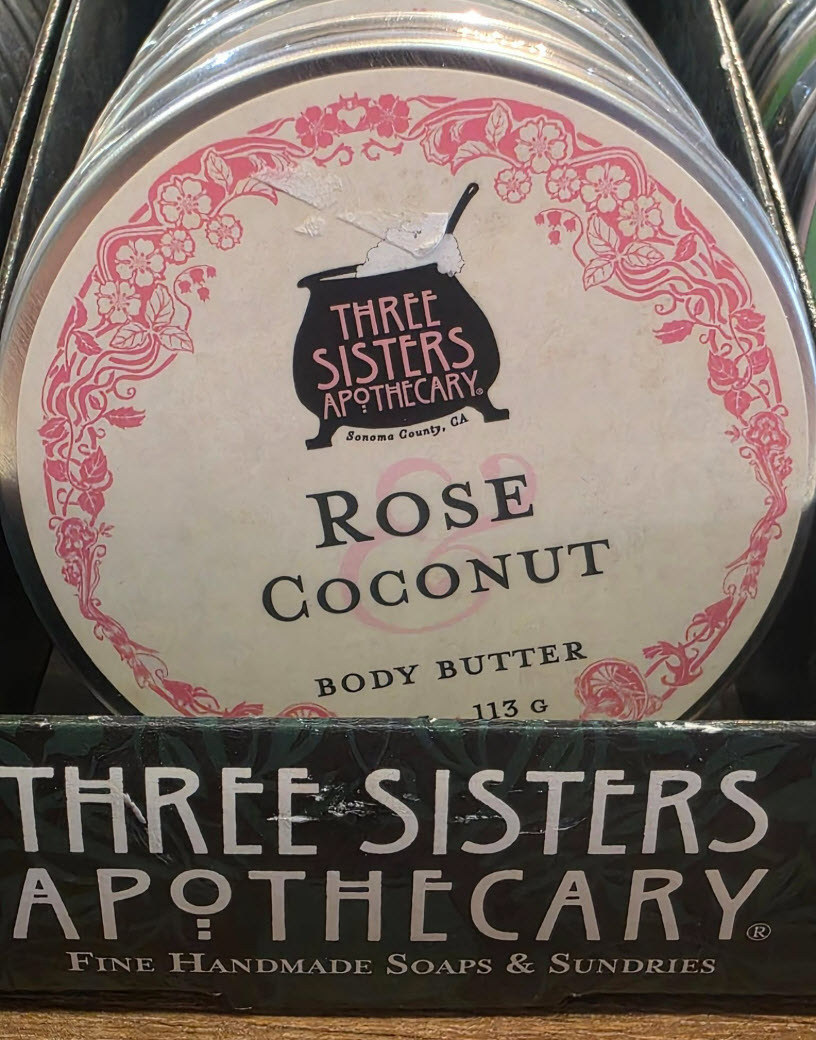 THREE
SISTERS
APOTHECARY®
Sonoma County, CA
ROSE
&
COCONUT
BODY BUTTER
113 G
THREE SISTERS
APOTHECARY®
FINE HANDMADE SOAPS & SUNDRIES